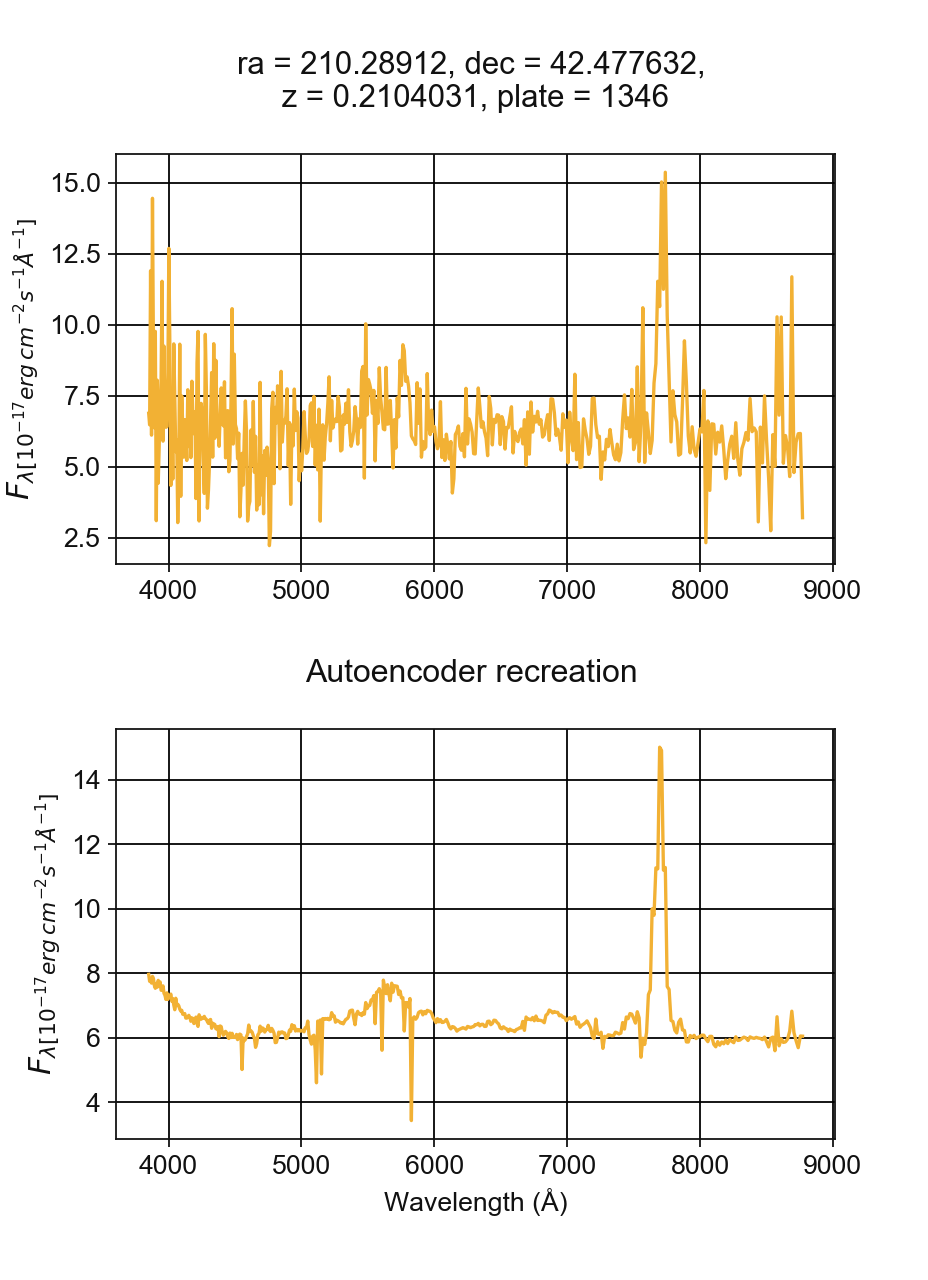 ra = 210.28912, dec = 42.477632,
z = 0.2104031, plate = 1346
15.0
12.5
10.0
7.5
5.0
2.5
F_λ[10^{-17} erg cm^{-2} s^{-1} Å^{-1}]
4000 5000 6000 7000 8000 9000
Autoencoder recreation
14
12
10
8
6
4
F_λ[10^{-17} erg cm^{-2} s^{-1} Å^{-1}]
4000 5000 6000 7000 8000 9000
Wavelength (Å)